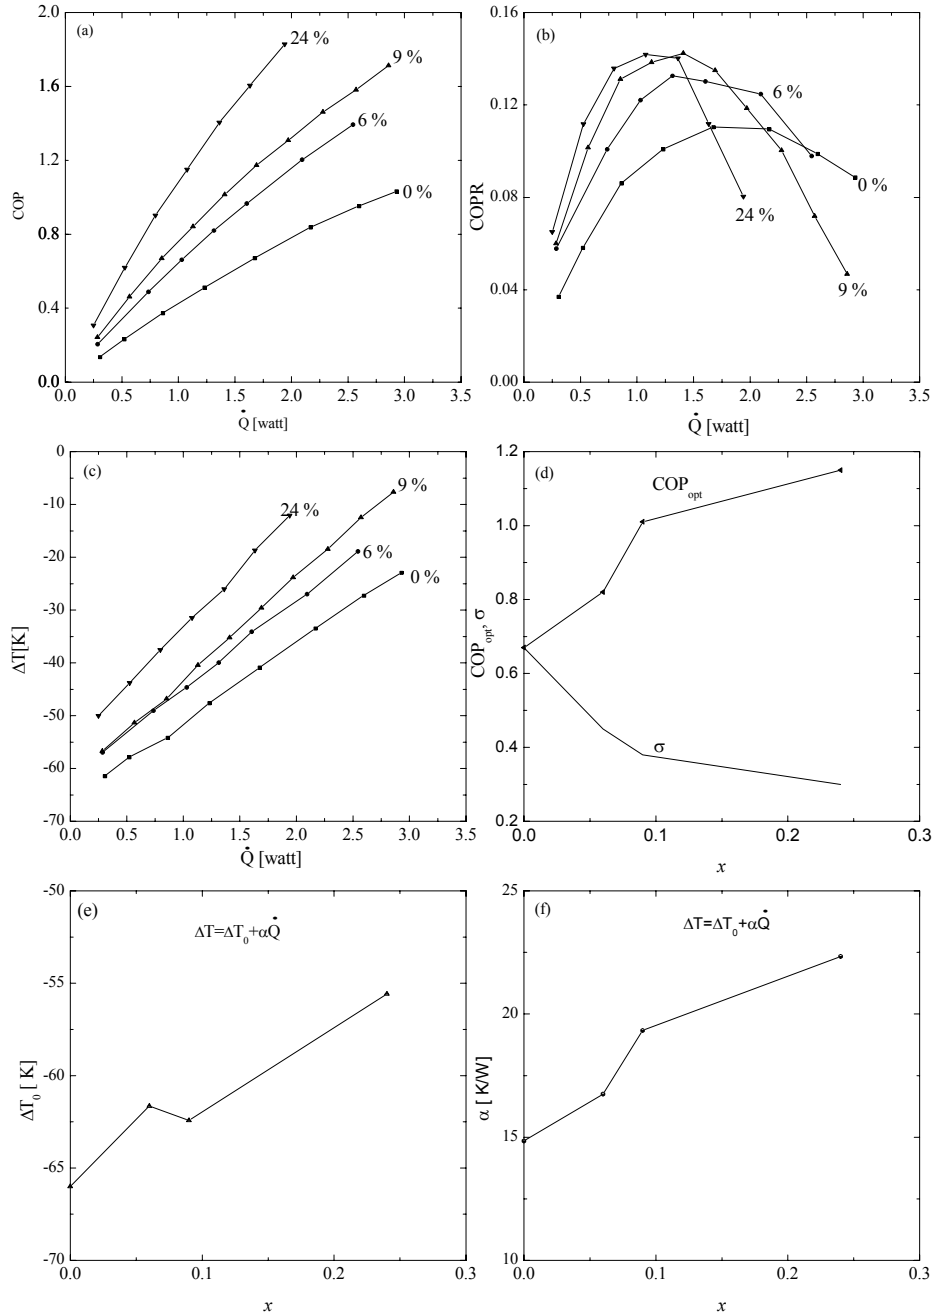 (a)
2.0
1.6
1.2
0.8
0.4
0.0
COP
24 %
9 %
6 %
0 %
0.0 0.5 1.0 1.5 2.0 2.5 3.0 3.5
Q̇ [watt]
(b)
0.16
0.12
0.08
0.04
0.00
COPR
6 %
0 %
24 %
9 %
0.0 0.5 1.0 1.5 2.0 2.5 3.0 3.5
Q̇ [watt]
(c)
0
-10
-20
-30
-40
-50
-60
-70
ΔT[K]
24 %
9 %
6 %
0 %
0.0 0.5 1.0 1.5 2.0 2.5 3.0 3.5
Q̇ [watt]
(d)
1.2
1.0
0.8
0.6
0.4
0.2
COPopt, σ
COPopt
σ
0.0 0.1 0.2 0.3
x
(e)
-50
-55
-60
-65
-70
ΔT0 [ K]
ΔT=ΔT0+αQ̇
0.0 0.1 0.2 0.3
x
(f)
25
20
15
10
α [ K/W]
ΔT=ΔT0+αQ̇
0.0 0.1 0.2 0.3
x